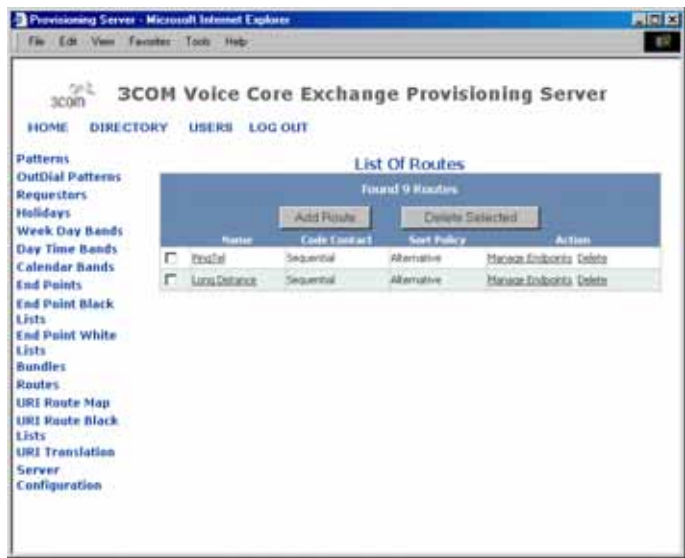 Provisioning Server - Microsoft Internet Explorer
File Edit View Favorites Tools Help
3com
3COM Voice Core Exchange Provisioning Server
HOME DIRECTORY USERS LOG OUT
Patterns
OutDial Patterns
Requestors
Holidays
Week Day Bands
Day Time Bands
Calendar Bands
End Points
End Point Black
Lists
End Point White
Lists
Bundles
Routes
URI Route Map
URI Route Black
Lists
URI Translation
Server
Configuration
List Of Routes
Found 9 Routes
Add Route Delete Selected
Name Code Contact Sort Policy Action
PingTel Sequential Alternative Manage Endpoints Delete
Long Distance Sequential Alternative Manage Endpoints Delete